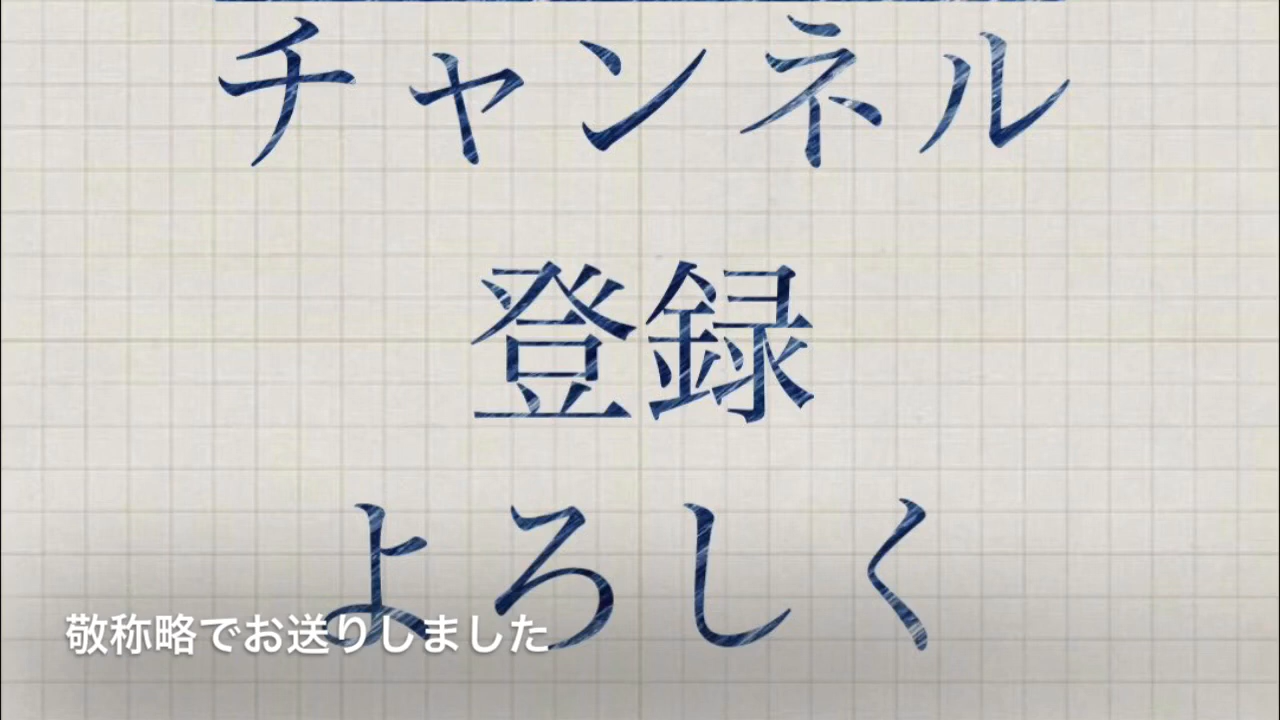 チャンネル
登録
よろしく
敬称略でお送りしました